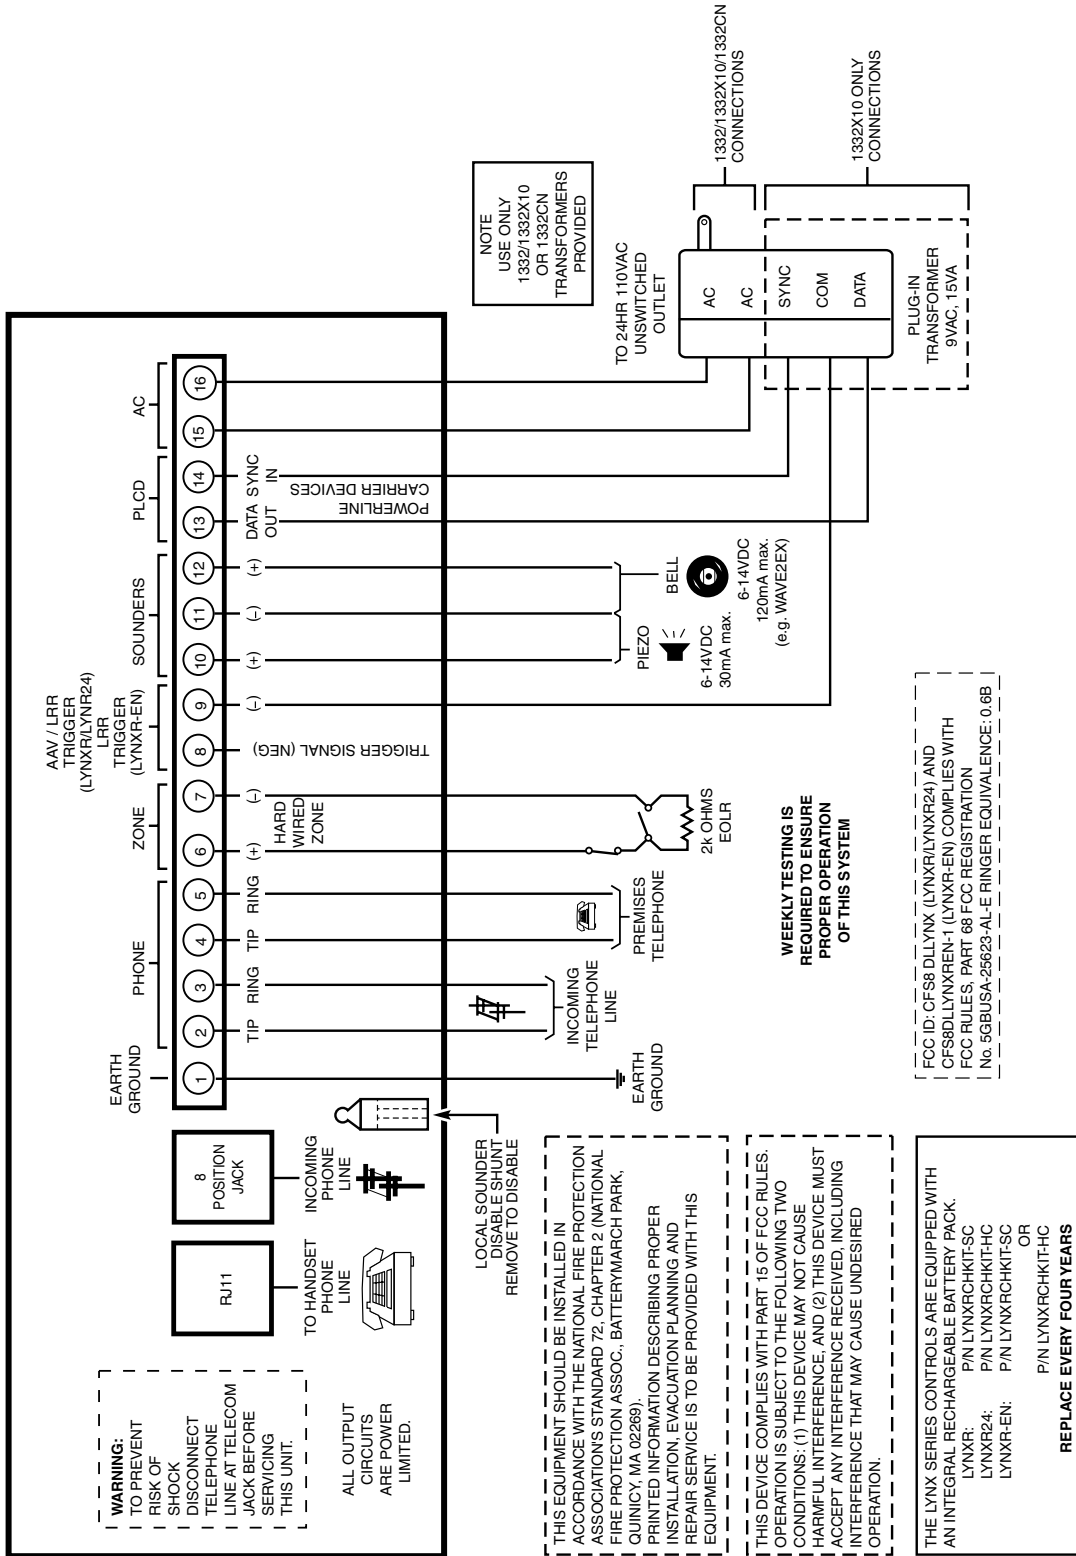 WARNING:
TO PREVENT
RISK OF
SHOCK
DISCONNECT
TELEPHONE
LINE AT TELECOM
JACK BEFORE
SERVICING
THIS UNIT.
ALL OUTPUT
CIRCUITS
ARE POWER
LIMITED.
RJ11
TO HANDSET
PHONE
LINE
8
POSITION
JACK
INCOMING
PHONE
LINE
LOCAL SOUNDER
DISABLE SHUNT
REMOVE TO DISABLE
EARTH
GROUND
PHONE
ZONE
AAV / LRR
TRIGGER
(LYNXR/LYNR24)
LRR
TRIGGER
(LYNXR-EN)
SOUNDERS
PLCD
AC
1
2
3
4
5
6
7
8
9
10
11
12
13
14
15
16
TIP
RING
TIP
RING
(+)
HARD
WIRED
ZONE
(–)
TRIGGER SIGNAL (NEG)
(–)
(+)
(–)
(+)
DATA
OUT
SYNC
IN
POWERLINE
CARRIER DEVICES
EARTH
GROUND
INCOMING
TELEPHONE
LINE
PREMISES
TELEPHONE
2k OHMS
EOLR
PIEZO
6-14VDC
30mA max.
BELL
6-14VDC
120mA max.
(e.g. WAVE2EX)
TO 24HR 110VAC
UNSWITCHED
OUTLET
NOTE
USE ONLY
1332/1332X10
OR 1332CN
TRANSFORMERS
PROVIDED
AC
AC
SYNC
COM
DATA
PLUG-IN
TRANSFORMER
9VAC, 15VA
1332/1332X10/1332CN
CONNECTIONS
1332X10 ONLY
CONNECTIONS
WEEKLY TESTING IS
REQUIRED TO ENSURE
PROPER OPERATION
OF THIS SYSTEM
THIS EQUIPMENT SHOULD BE INSTALLED IN
ACCORDANCE WITH THE NATIONAL FIRE PROTECTION
ASSOCIATION'S STANDARD 72, CHAPTER 2 (NATIONAL
FIRE PROTECTION ASSOC., BATTERYMARCH PARK,
QUINICY, MA 02269).
PRINTED INFORMATION DESCRIBING PROPER
INSTALLATION, EVACUATION PLANNING AND
REPAIR SERVICE IS TO BE PROVIDED WITH THIS
EQUIPMENT.
THIS DEVICE COMPLIES WITH PART 15 OF FCC RULES.
OPERATION IS SUBJECT TO THE FOLLOWING TWO
CONDITIONS: (1) THIS DEVICE MAY NOT CAUSE
HARMFUL INTERFERENCE, AND (2) THIS DEVICE MUST
ACCEPT ANY INTERFERENCE RECEIVED, INCLUDING
INTERFERENCE THAT MAY CAUSE UNDESIRED
OPERATION.
FCC ID: CFS8 DLLYNX (LYNXR/LYNXR24) AND
CFS8DLLYNXREN-1 (LYNXR-EN) COMPLIES WITH
FCC RULES, PART 68 FCC REGISTRATION
No. 5GBUSA-25623-AL-E RINGER EQUIVALENCE: 0.6B
THE LYNX SERIES CONTROLS ARE EQUIPPED WITH
AN INTEGRAL RECHARGEABLE BATTERY PACK.
LYNXR: P/N LYNXRCHKIT-SC
LYNXR24: P/N LYNXRCHKIT-HC
LYNXR-EN: P/N LYNXRCHKIT-SC
OR
P/N LYNXRCHKIT-HC
REPLACE EVERY FOUR YEARS